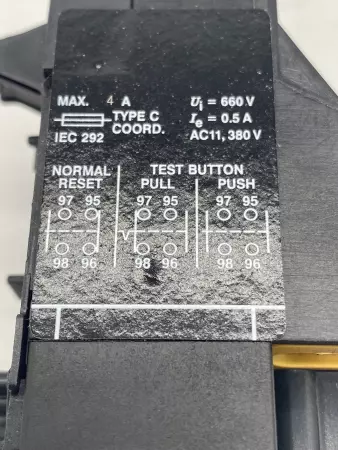 MAX. 4 A
TYPE C
COORD.
IEC 292
Ui = 660 V
Ie = 0.5 A
AC11, 380 V
NORMAL
RESET
97 95
98 96
TEST BUTTON
PULL
97 95
V
98 96
PUSH
97 95
98 96